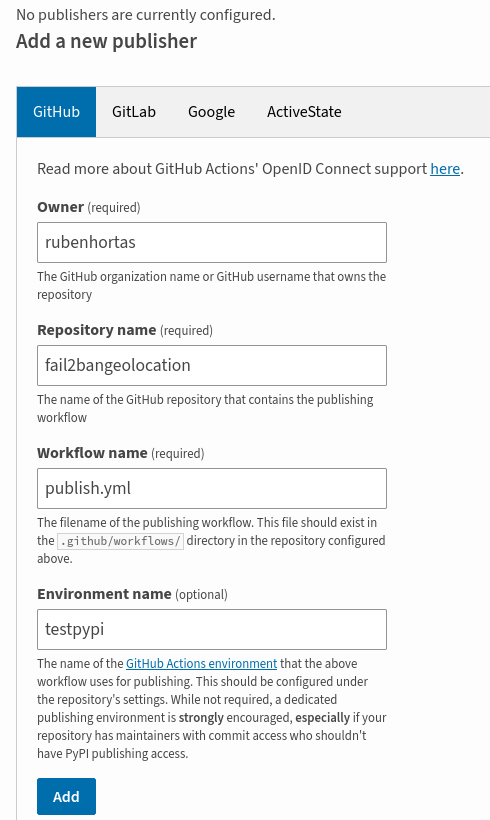 No publishers are currently configured.
Add a new publisher
GitHub GitLab Google ActiveState
Read more about GitHub Actions' OpenID Connect support here.
Owner (required)
rubenhortas
The GitHub organization name or GitHub username that owns the
repository
Repository name (required)
fail2bangeolocation
The name of the GitHub repository that contains the publishing
workflow
Workflow name (required)
publish.yml
The filename of the publishing workflow. This file should exist in
the .github/workflows/ directory in the repository configured
above.
Environment name (optional)
testpypi
The name of the GitHub Actions environment that the above
workflow uses for publishing. This should be configured under
the repository's settings. While not required, a dedicated
publishing environment is strongly encouraged, especially if your
repository has maintainers with commit access who shouldn't
have PyPI publishing access.
Add